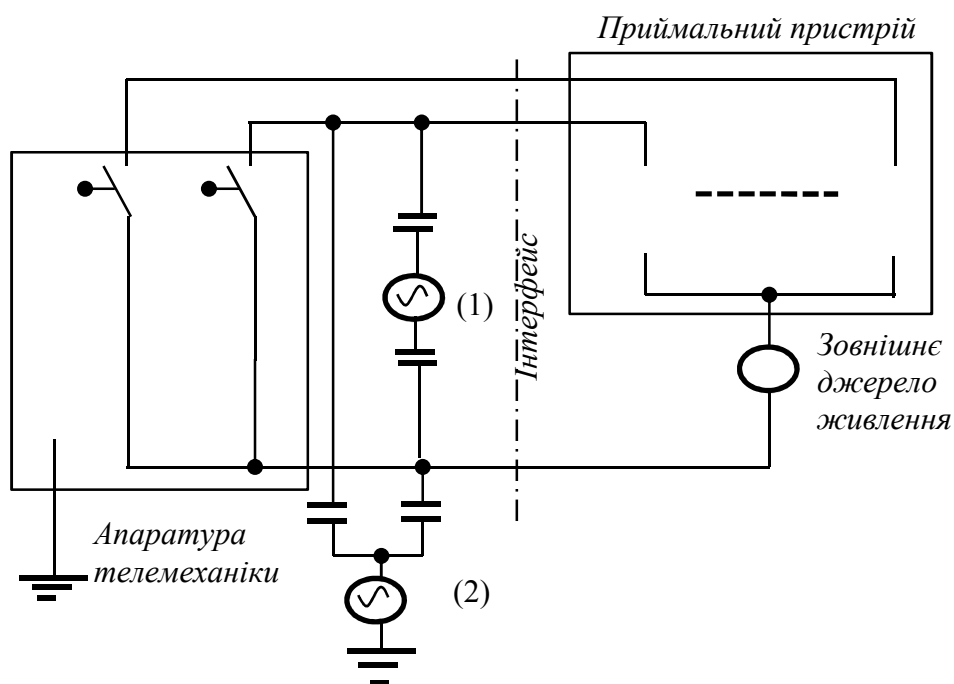 Приймальний пристрій
Інтерфейс
(1)
Зовнішнє
джерело
живлення
Апаратура
телемеханіки
(2)